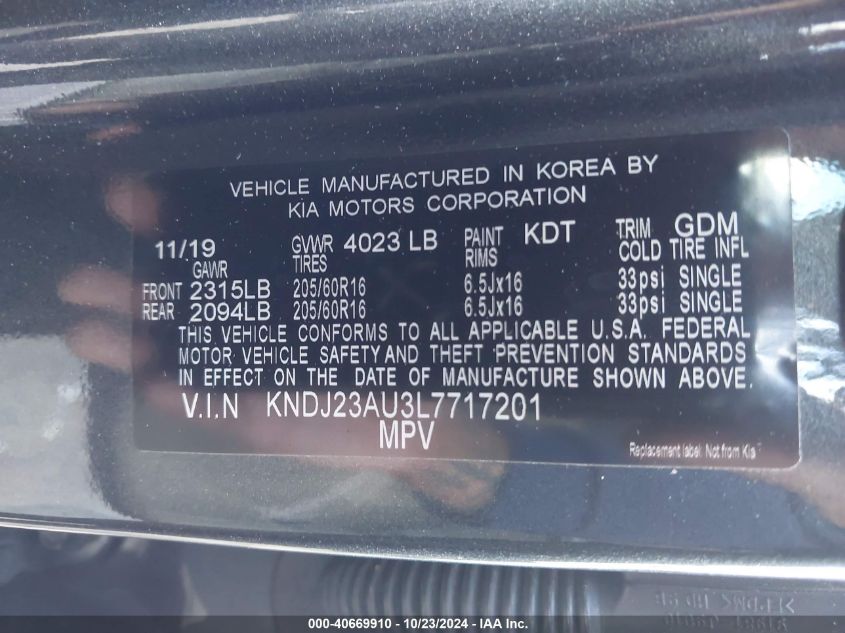 VEHICLE MANUFACTURED IN KOREA BY
KIA MOTORS CORPORATION
11/19 GVWR 4023 LB PAINT KDT TRIM GDM
GAWR TIRES RIMS COLD TIRE INFL
FRONT 2315LB 205/60R16 6.5Jx16 33psi SINGLE
REAR 2094LB 205/60R16 6.5Jx16 33psi SINGLE
THIS VEHICLE CONFORMS TO ALL APPLICABLE U.S.A. FEDERAL
MOTOR VEHICLE SAFETY AND THEFT PREVENTION STANDARDS
IN EFFECT ON THE DATE OF MANUFACTURE SHOWN ABOVE.
V.I.N KNDJ23AU3L7717201
MPV
Replacement label: Not from Kia
000-40669910 - 10/23/2024 - IAA Inc.